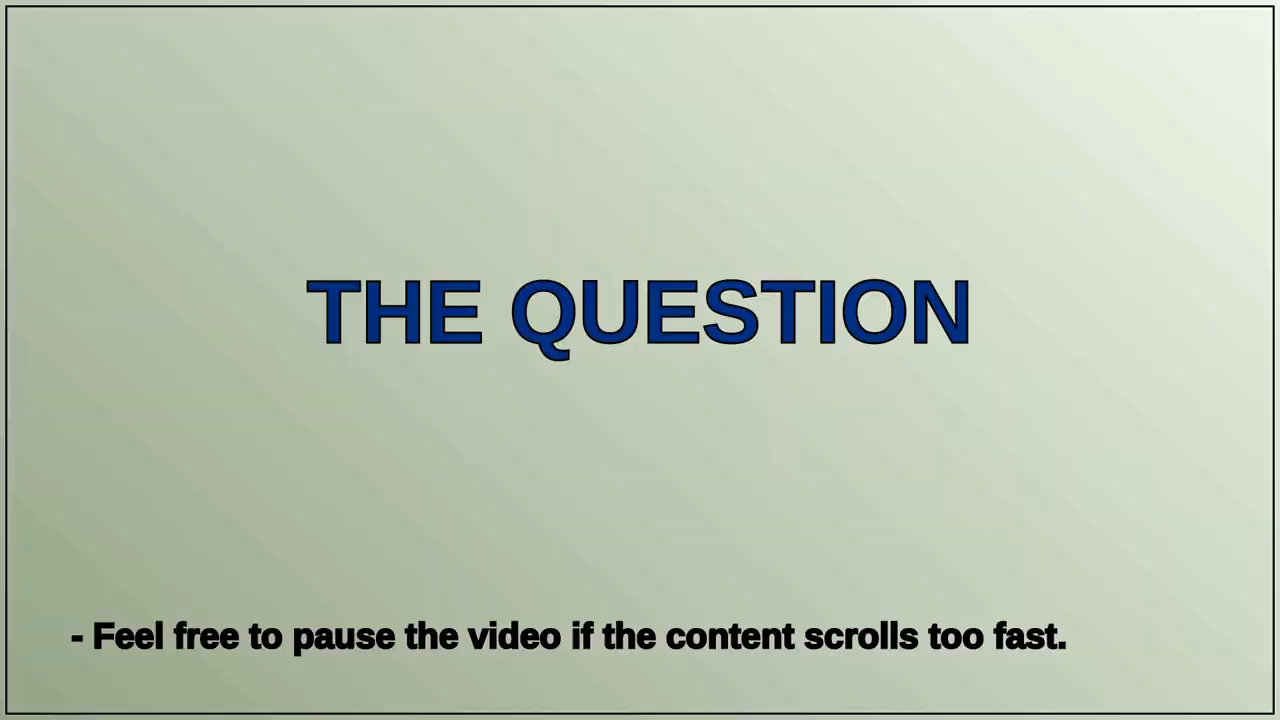 THE QUESTION
- Feel free to pause the video if the content scrolls too fast.